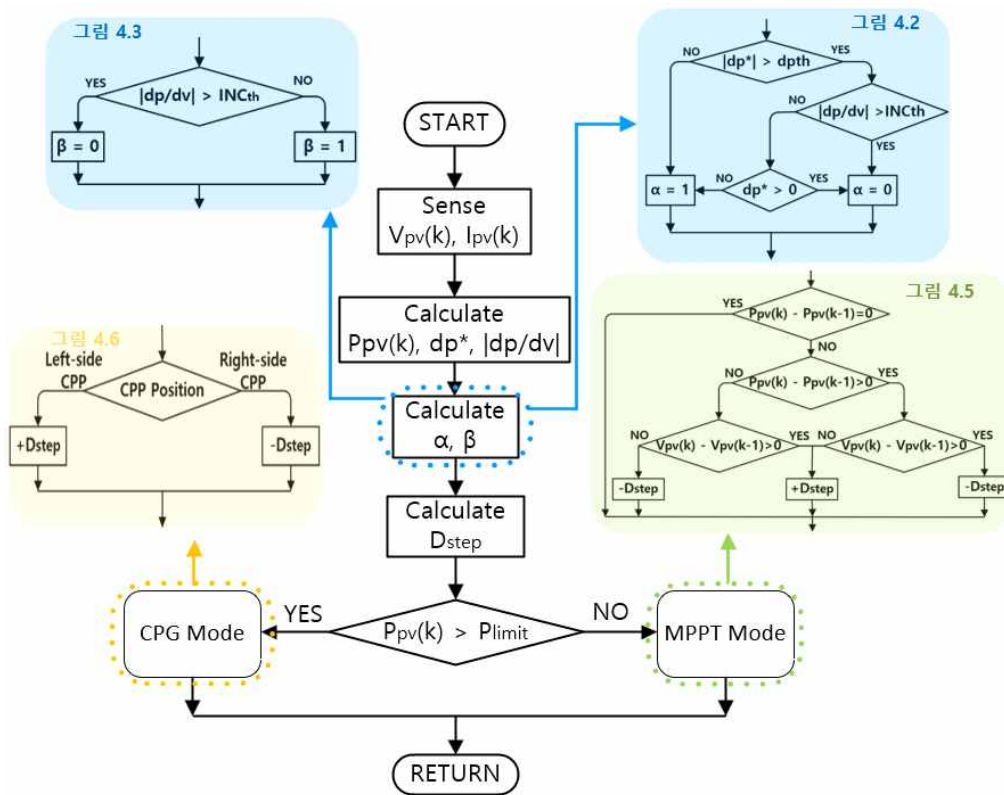 그림 4.3
|dp/dv| > INCth
YES
NO
β = 0
β = 1
그림 4.2
|dp*| > dpth
NO
YES
|dp/dv| >INCth
NO
YES
α = 1
NO
dp* > 0
YES
α = 0
START
Sense
Vpv(k), Ipv(k)
Calculate
Ppv(k), dp*, |dp/dv|
Calculate
α, β
Calculate
Dstep
Ppv(k) > Plimit
YES
NO
CPG Mode
MPPT Mode
RETURN
그림 4.6
Left-side
CPP
Right-side
CPP
CPP Position
+Dstep
-Dstep
그림 4.5
YES
Ppv(k) - Ppv(k-1)=0
NO
NO
Ppv(k) - Ppv(k-1)>0
YES
NO
Vpv(k) - Vpv(k-1)>0
YES
NO
Vpv(k) - Vpv(k-1)>0
YES
-Dstep
+Dstep
-Dstep